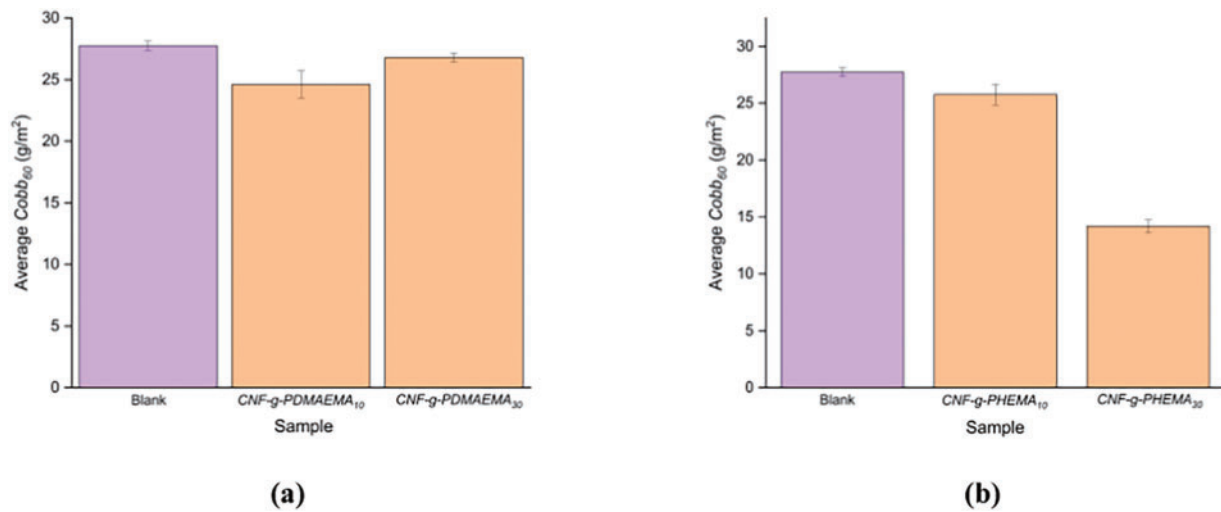 30
25
20
15
10
5
0
Average Cobb60 (g/m2)
Blank
CNF-g-PDMAEMA10
CNF-g-PDMAEMA30
Sample
(a)
30
25
20
15
10
5
0
Average Cobb60 (g/m2)
Blank
CNF-g-PHEMA10
CNF-g-PHEMA30
Sample
(b)